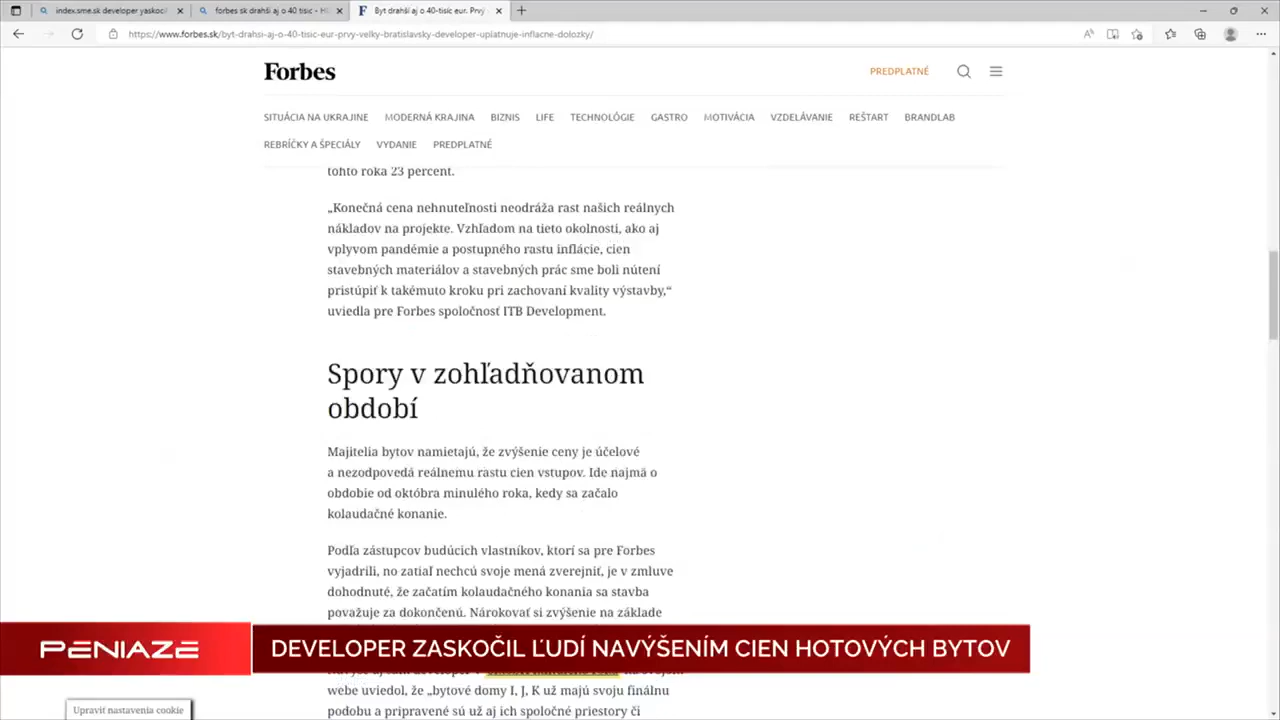 index.sme.sk developer yaskoči
forbes sk drahší aj o 40 tisíc - Hľ
Byt drahší aj o 40-tisíc eur. Prvý
https://www.forbes.sk/byt-drahsi-aj-o-40-tisic-eur-prvy-velky-bratislavsky-developer-uplatnuje-inflacne-dolozky/
Forbes
PREDPLATNÉ
SITUÁCIA NA UKRAJINE MODERNÁ KRAJINA BIZNIS LIFE TECHNOLÓGIE GASTRO MOTIVÁCIA VZDELÁVANIE REŠTART BRANDLAB
REBRÍČKY A ŠPECIÁLY VYDANIE PREDPLATNÉ
tohto roka 23 percent.
„Konečná cena nehnuteľnosti neodráža rast našich reálnych
nákladov na projekte. Vzhľadom na tieto okolnosti, ako aj
vplyvom pandémie a postupného rastu inflácie, cien
stavebných materiálov a stavebných prác sme boli nútení
pristúpiť k takémuto kroku pri zachovaní kvality výstavby,“
uviedla pre Forbes spoločnosť ITB Development.
Spory v zohľadňovanom
období
Majitelia bytov namietajú, že zvýšenie ceny je účelové
a nezodpovedá reálnemu rastu cien vstupov. Ide najmä o
obdobie od októbra minulého roka, kedy sa začalo
kolaudačné konanie.
Podľa zástupcov budúcich vlastníkov, ktorí sa pre Forbes
vyjadrili, no zatiaľ nechcú svoje mená zverejniť, je v zmluve
dohodnuté, že začatím kolaudačného konania sa stavba
považuje za dokončenú. Nárokovať si zvýšenie na základe
PENIAZE
DEVELOPER ZASKOČIL ĽUDÍ NAVÝŠENÍM CIEN HOTOVÝCH BYTOV
webe uviedol, že „bytové domy I, J, K už majú svoju finálnu
podobu a pripravené sú už aj ich spoločné priestory či
Upraviť nastavenia cookie